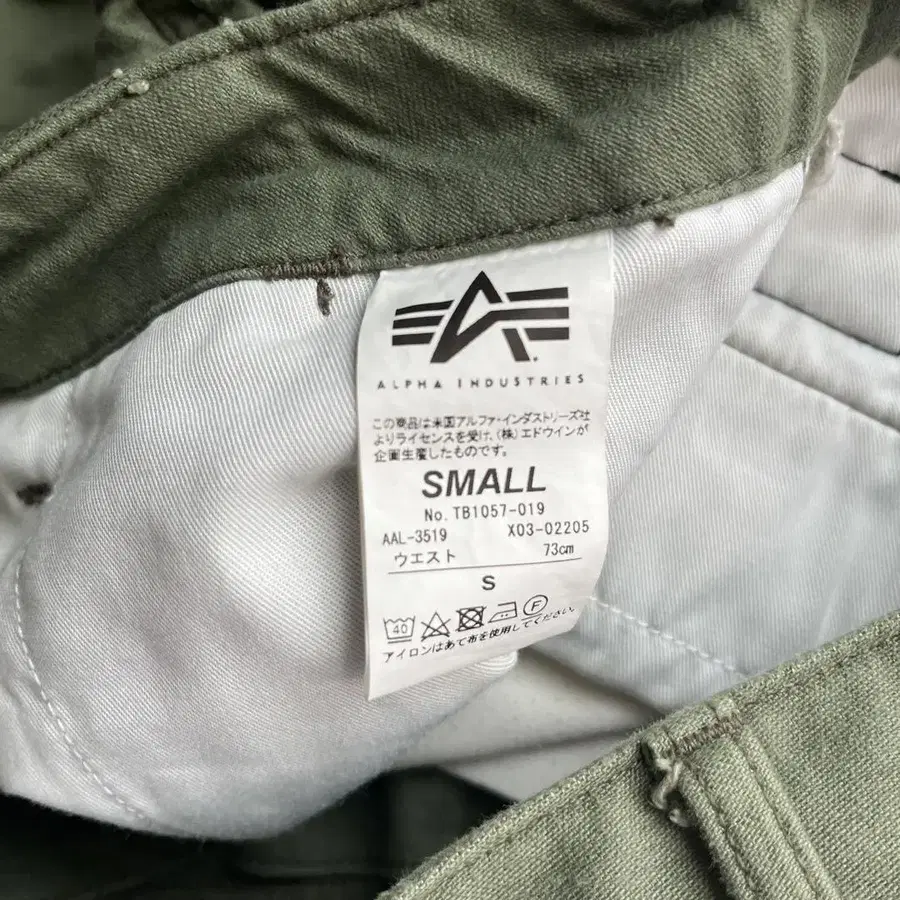 ALPHA INDUSTRIES
この商品は米国アルファ・インダストリーズ社
よりライセンスを受け、(株)エドウインが
企画生産したものです。
SMALL
No. TB1057-019
AAL-3519 X03-02205
ウエスト 73cm
S
40 F
アイロンはあて布を使用してください。